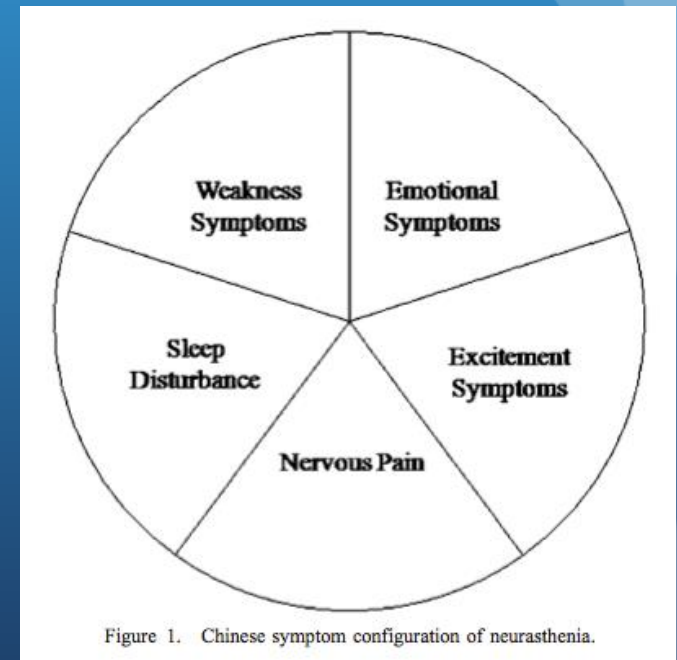 Weakness
Symptoms
Emotional
Symptoms
Sleep
Disturbance
Excitement
Symptoms
Nervous Pain
Figure 1. Chinese symptom configuration of neurasthenia.